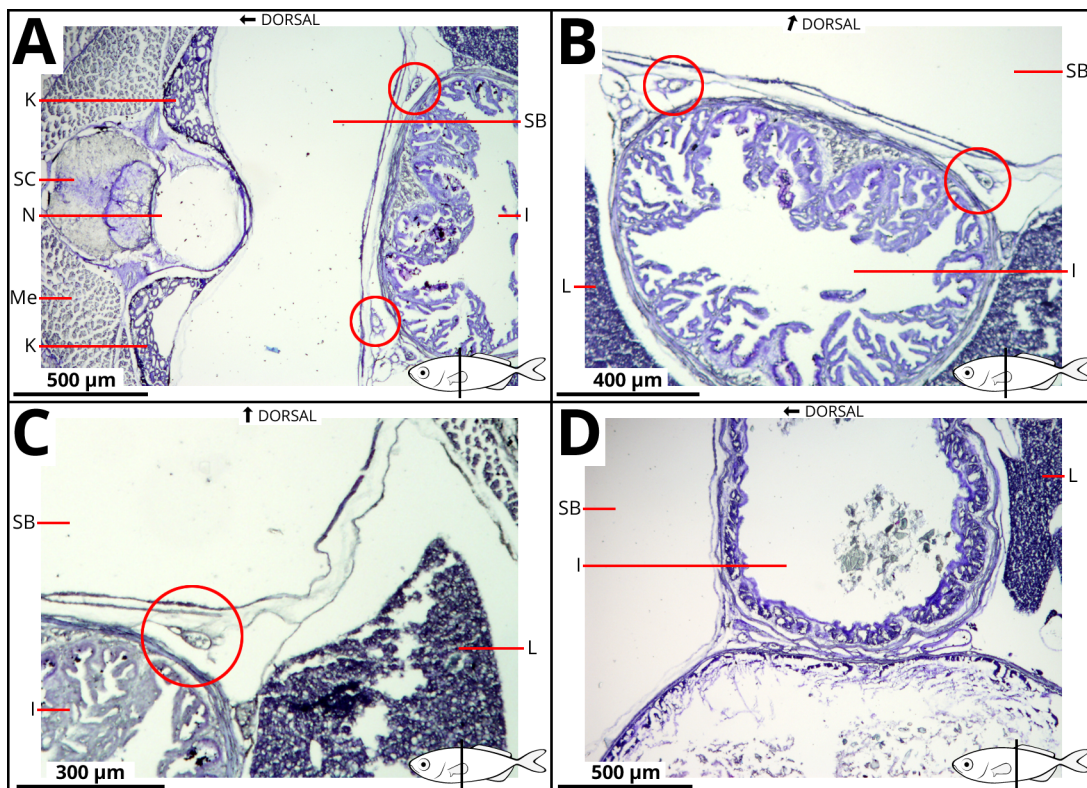 A
← DORSAL
K
SC
N
Me
K
SB
I
500 µm
B
↗ DORSAL
SB
L
I
400 µm
C
↑ DORSAL
SB
I
L
300 µm
D
← DORSAL
SB
I
L
500 µm